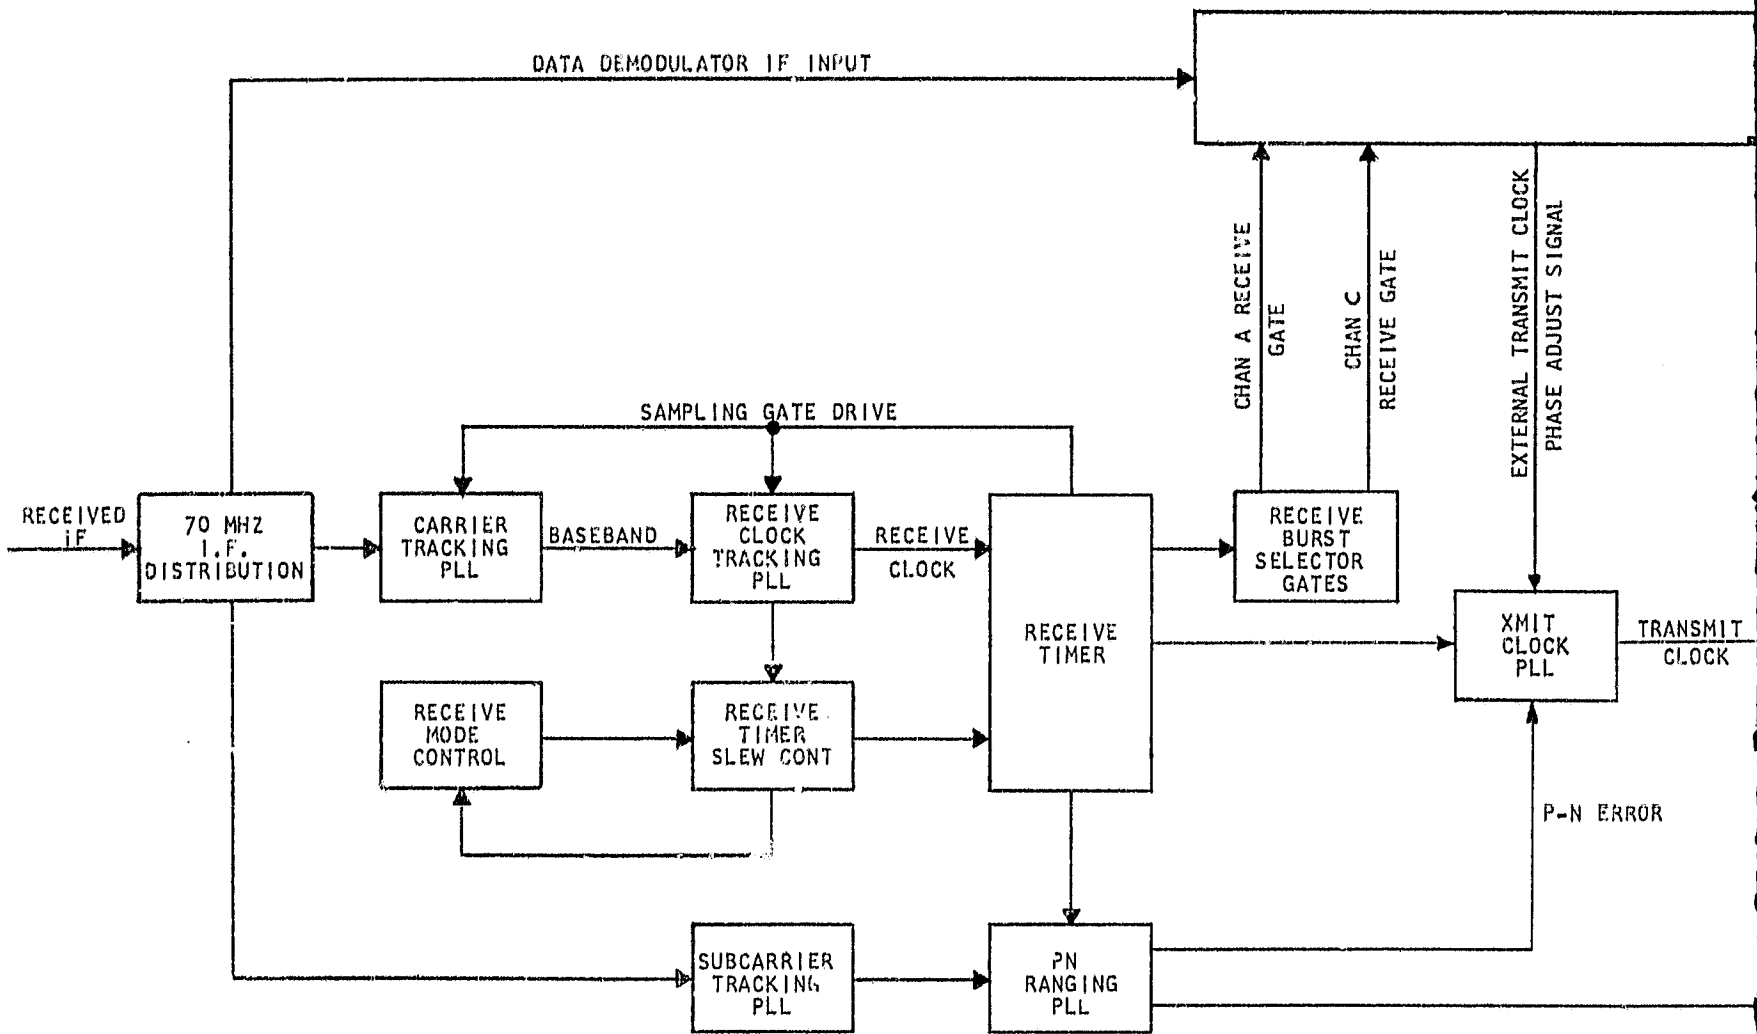 DATA DEMODULATOR IF INPUT
CHAN A RECEIVE
GATE
CHAN C
RECEIVE GATE
EXTERNAL TRANSMIT CLOCK
PHASE ADJUST SIGNAL
SAMPLING GATE DRIVE
RECEIVED
IF
70 MHZ
I.F.
DISTRIBUTION
CARRIER
TRACKING
PLL
BASEBAND
RECEIVE
CLOCK
TRACKING
PLL
RECEIVE
CLOCK
RECEIVE
TIMER
RECEIVE
BURST
SELECTOR
GATES
XMIT
CLOCK
PLL
TRANSMIT
CLOCK
RECEIVE
MODE
CONTROL
RECEIVE
TIMER
SLEW CONT
P-N ERROR
SUBCARRIER
TRACKING
PLL
PN
RANGING
PLL